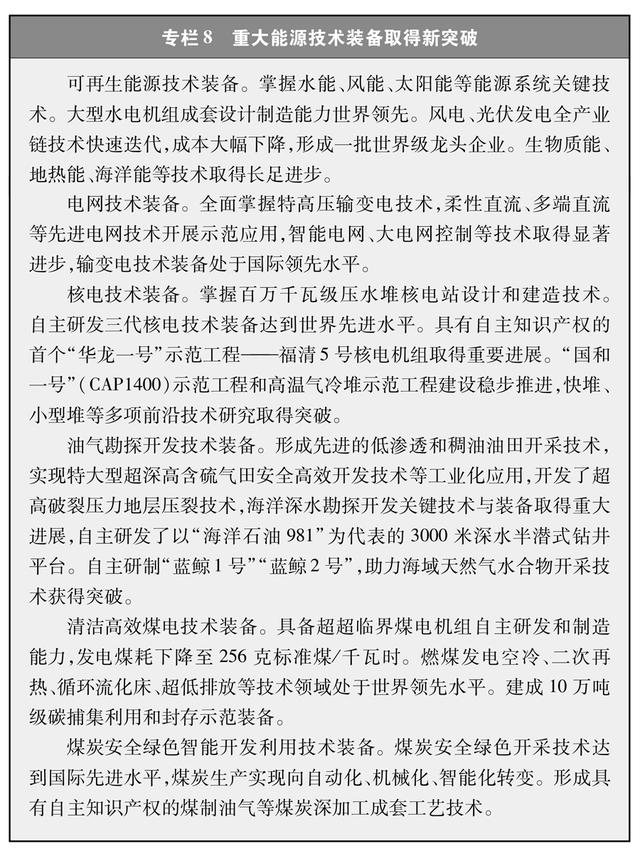 专栏 8　重大能源技术装备取得新突破
可再生能源技术装备。掌握水能、风能、太阳能等能源系统关键技
术。大型水电机组成套设计制造能力世界领先。风电、光伏发电全产业
链技术快速迭代,成本大幅下降,形成一批世界级龙头企业。生物质能、
地热能、海洋能等技术取得长足进步。
电网技术装备。全面掌握特高压输变电技术,柔性直流、多端直流
等先进电网技术开展示范应用,智能电网、大电网控制等技术取得显著
进步,输变电技术装备处于国际领先水平。
核电技术装备。掌握百万千瓦级压水堆核电站设计和建造技术。
自主研发三代核电技术装备达到世界先进水平。具有自主知识产权的
首个“华龙一号”示范工程——福清 5 号核电机组取得重要进展。“国和
一号”(CAP1400)示范工程和高温气冷堆示范工程建设稳步推进,快堆、
小型堆等多项前沿技术研究取得突破。
油气勘探开发技术装备。形成先进的低渗透和稠油油田开采技术,
实现特大型超深高含硫气田安全高效开发技术等工业化应用,开发了超
高破裂压力地层压裂技术,海洋深水勘探开发关键技术与装备取得重大
进展,自主研发了以“海洋石油 981”为代表的 3000 米深水半潜式钻井
平台。自主研制“蓝鲸 1 号”“蓝鲸 2 号”,助力海域天然气水合物开采技
术获得突破。
清洁高效煤电技术装备。具备超超临界煤电机组自主研发和制造
能力,发电煤耗下降至 256 克标准煤/千瓦时。燃煤发电空冷、二次再
热、循环流化床、超低排放等技术领域处于世界领先水平。建成 10 万吨
级碳捕集利用和封存示范装备。
煤炭安全绿色智能开发利用技术装备。煤炭安全绿色开采技术达
到国际先进水平,煤炭生产实现向自动化、机械化、智能化转变。形成具
有自主知识产权的煤制油气等煤炭深加工成套工艺技术。